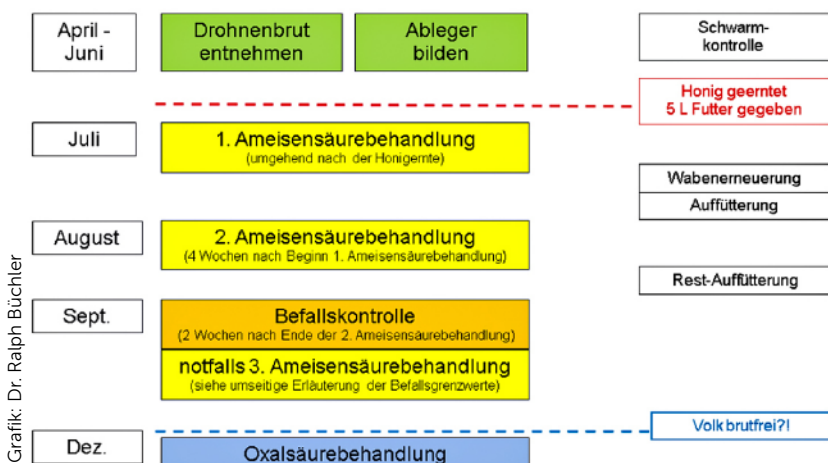 April -
Juni
Drohnenbrut
entnehmen
Ableger
bilden
Schwarm-
kontrolle
Honig geerntet
5 L Futter gegeben
Juli
1. Ameisensäurebehandlung
(umgehend nach der Honigernte)
Wabenerneuerung
Auffütterung
August
2. Ameisensäurebehandlung
(4 Wochen nach Beginn 1. Ameisensäurebehandlung)
Rest-Auffütterung
Sept.
Befallskontrolle
(2 Wochen nach Ende der 2. Ameisensäurebehandlung)
notfalls 3. Ameisensäurebehandlung
(siehe umseitige Erläuterung der Befallsgrenzwerte)
Volk brutfrei?!
Dez.
Oxalsäurebehandlung
Grafik: Dr. Ralph Büchler